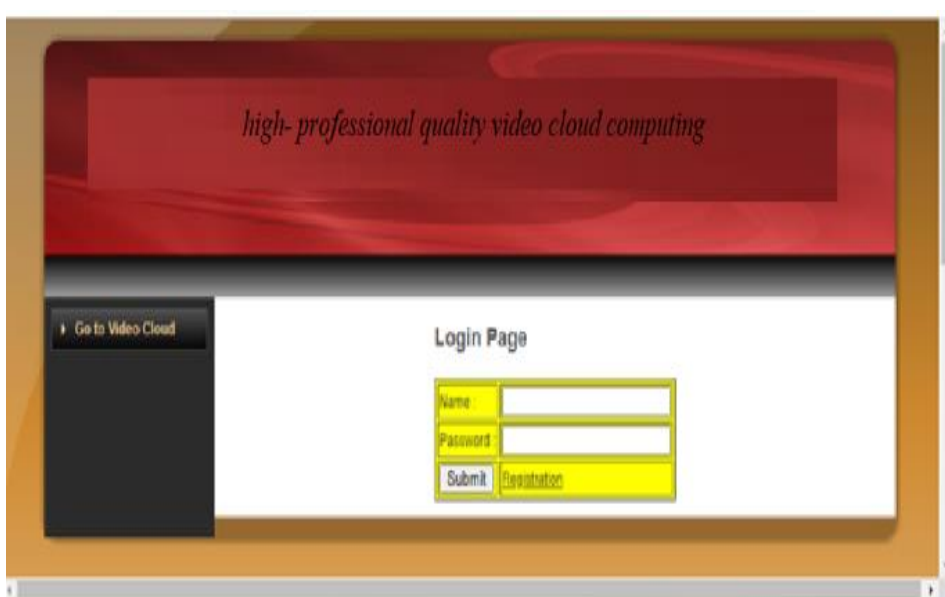 high- professional quality video cloud computing
Go to Video Cloud
Login Page
Name :
Password :
Submit Registration